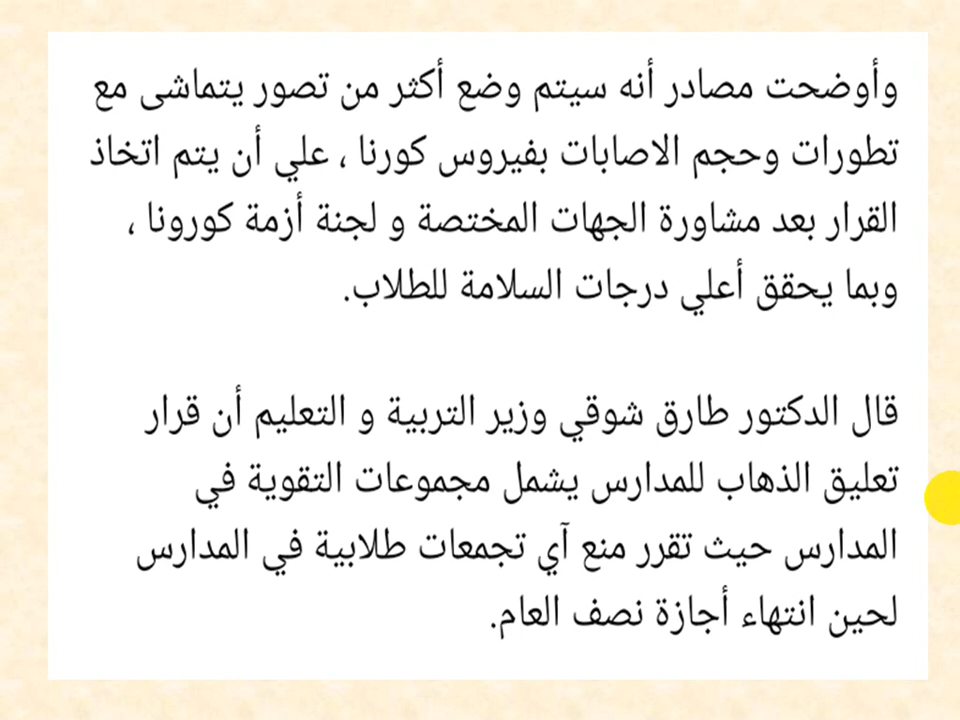 وأوضحت مصادر أنه سيتم وضع أكثر من تصور يتماشى مع
تطورات وحجم الاصابات بفيروس كورنا ، علي أن يتم اتخاذ
القرار بعد مشاورة الجهات المختصة و لجنة أزمة كورونا ،
وبما يحقق أعلي درجات السلامة للطلاب.
قال الدكتور طارق شوقي وزير التربية و التعليم أن قرار
تعليق الذهاب للمدارس يشمل مجموعات التقوية في
المدارس حيث تقرر منع آي تجمعات طلابية في المدارس
لحين انتهاء أجازة نصف العام.